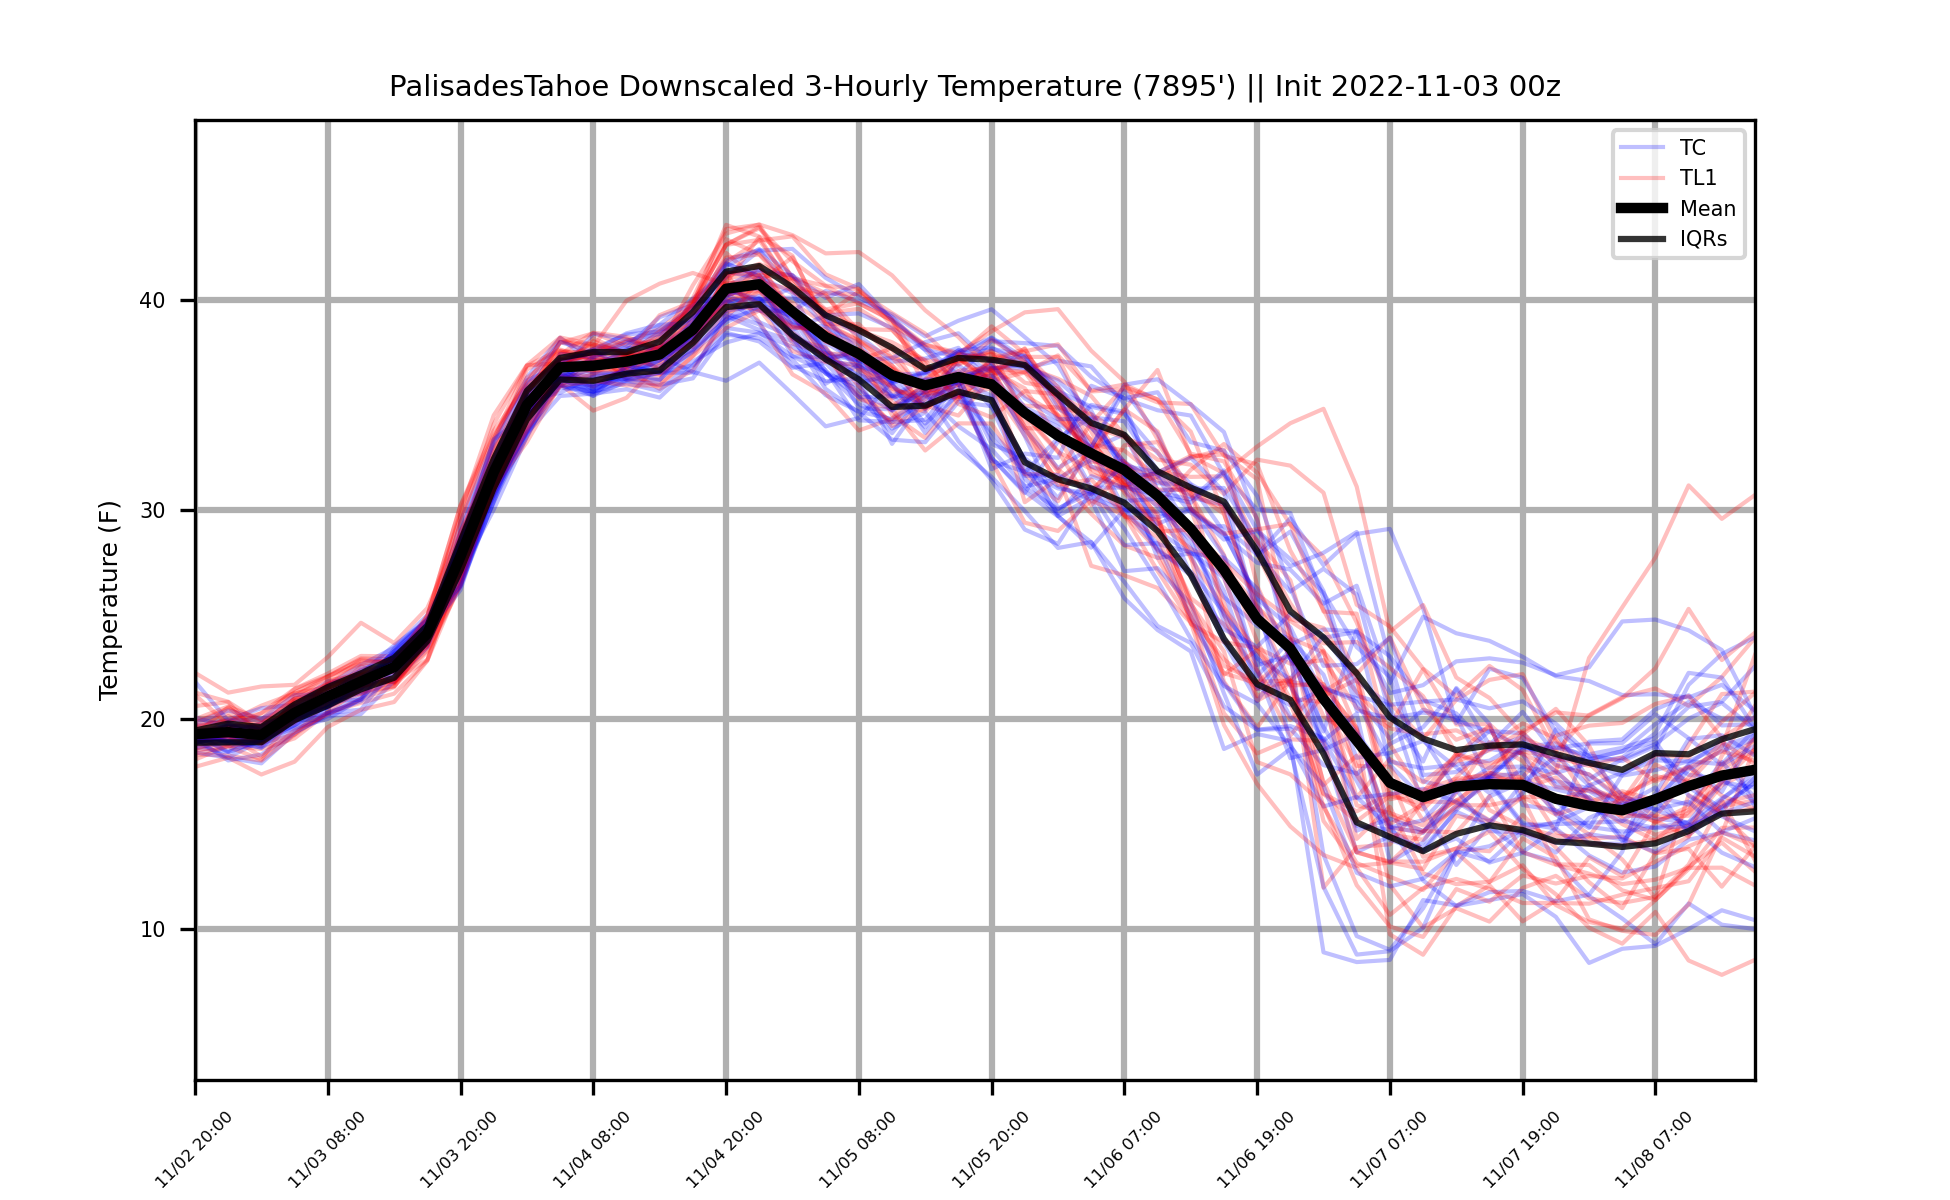 PalisadesTahoe Downscaled 3-Hourly Temperature (7895') || Init 2022-11-03 00z
TC
TL1
Mean
IQRs
Temperature (F)
40
30
20
10
11/02 20:00
11/03 08:00
11/03 20:00
11/04 08:00
11/04 20:00
11/05 08:00
11/05 20:00
11/06 07:00
11/06 19:00
11/07 07:00
11/07 19:00
11/08 07:00